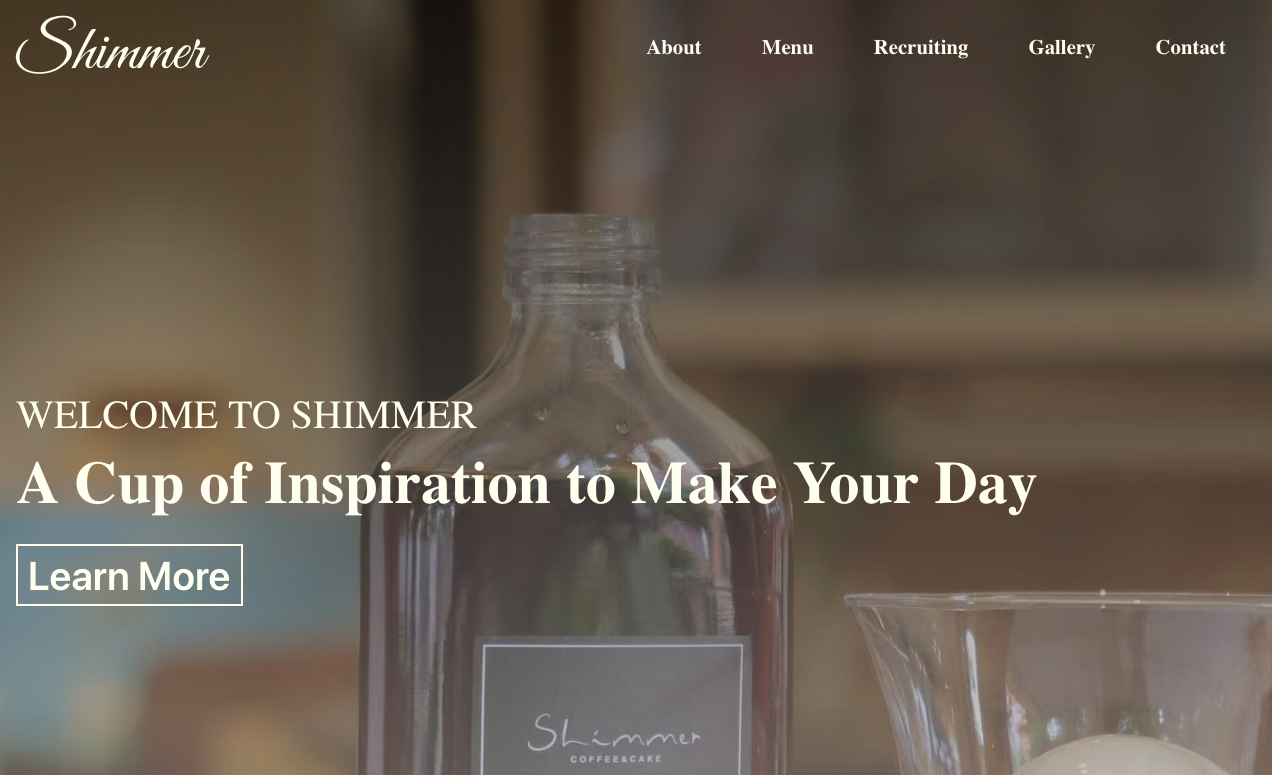 Shimmer
About Menu Recruiting Gallery Contact
WELCOME TO SHIMMER
A Cup of Inspiration to Make Your Day
Learn More
Shimmer
COFFEE&CAKE